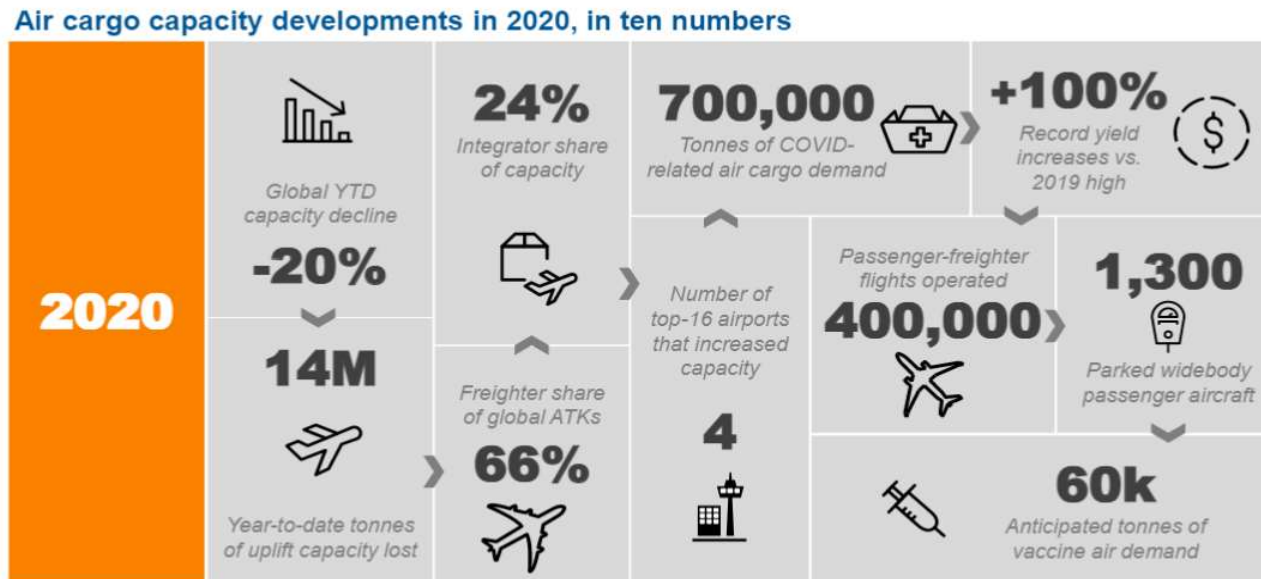 Air cargo capacity developments in 2020, in ten numbers
2020
Global YTD
capacity decline
-20%
14M
Year-to-date tonnes
of uplift capacity lost
24%
Integrator share
of capacity
Freighter share
of global ATKs
66%
700,000
Tonnes of COVID-
related air cargo demand
Number of
top-16 airports
that increased
capacity
4
+100%
Record yield
increases vs.
2019 high
$
Passenger-freighter
flights operated
400,000
1,300
Parked widebody
passenger aircraft
60k
Anticipated tonnes of
vaccine air demand